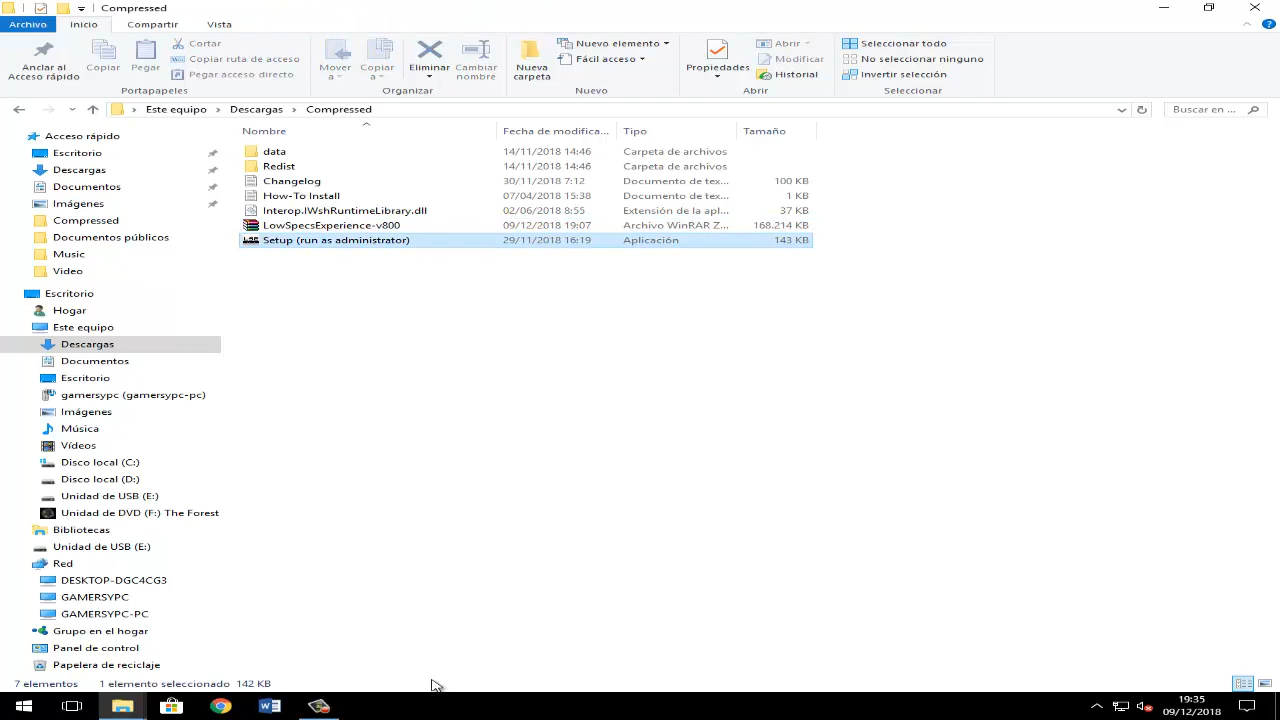 Compressed
Archivo Inicio Compartir Vista
Anclar al Acceso rápido
Copiar
Pegar
Cortar
Copiar ruta de acceso
Pegar acceso directo
Portapapeles
Mover a
Copiar a
Eliminar
Cambiar nombre
Organizar
Nueva carpeta
Nuevo elemento
Fácil acceso
Nuevo
Propiedades
Abrir
Modificar
Historial
Abrir
Seleccionar todo
No seleccionar ninguno
Invertir selección
Seleccionar
Este equipo > Descargas > Compressed
Buscar en ...
Nombre Fecha de modifica... Tipo Tamaño
data 14/11/2018 14:46 Carpeta de archivos
Redist 14/11/2018 14:46 Carpeta de archivos
Changelog 30/11/2018 7:12 Documento de tex... 100 KB
How-To Install 07/04/2018 15:38 Documento de tex... 1 KB
Interop.IWshRuntimeLibrary.dll 02/06/2018 8:55 Extensión de la apl... 37 KB
LowSpecsExperience-v800 09/12/2018 19:07 Archivo WinRAR Z... 168.214 KB
Setup (run as administrator) 29/11/2018 16:19 Aplicación 143 KB
Acceso rápido
Escritorio
Descargas
Documentos
Imágenes
Compressed
Documentos públicos
Music
Video
Escritorio
Hogar
Este equipo
Descargas
Documentos
Escritorio
gamersypc (gamersypc-pc)
Imágenes
Música
Vídeos
Disco local (C:)
Disco local (D:)
Unidad de USB (E:)
Unidad de DVD (F:) The Forest
Bibliotecas
Unidad de USB (E:)
Red
DESKTOP-DGC4CG3
GAMERSYPC
GAMERSYPC-PC
Grupo en el hogar
Panel de control
Papelera de reciclaje
7 elementos 1 elemento seleccionado 142 KB
19:35
09/12/2018